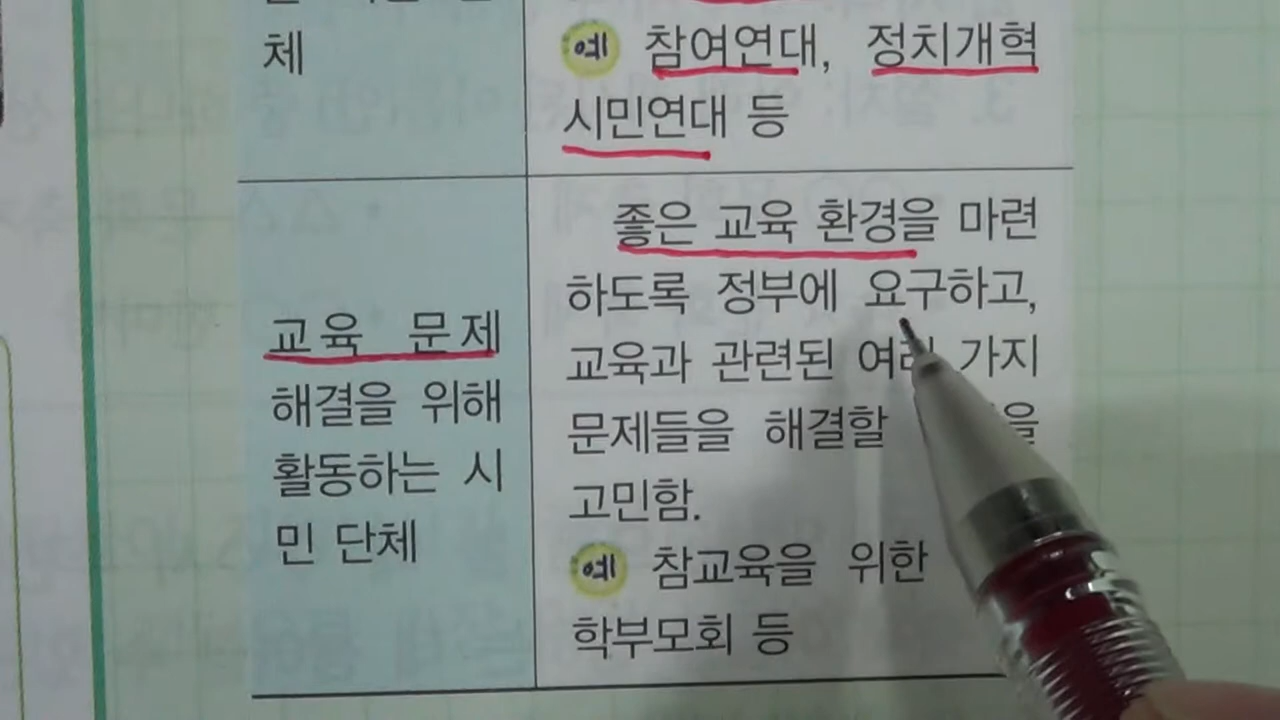 체
예 참여연대, 정치개혁
시민연대 등
교육 문제
해결을 위해
활동하는 시
민 단체
좋은 교육 환경을 마련
하도록 정부에 요구하고,
교육과 관련된 여러 가지
문제들을 해결할
고민함.
예 참교육을 위한
학부모회 등